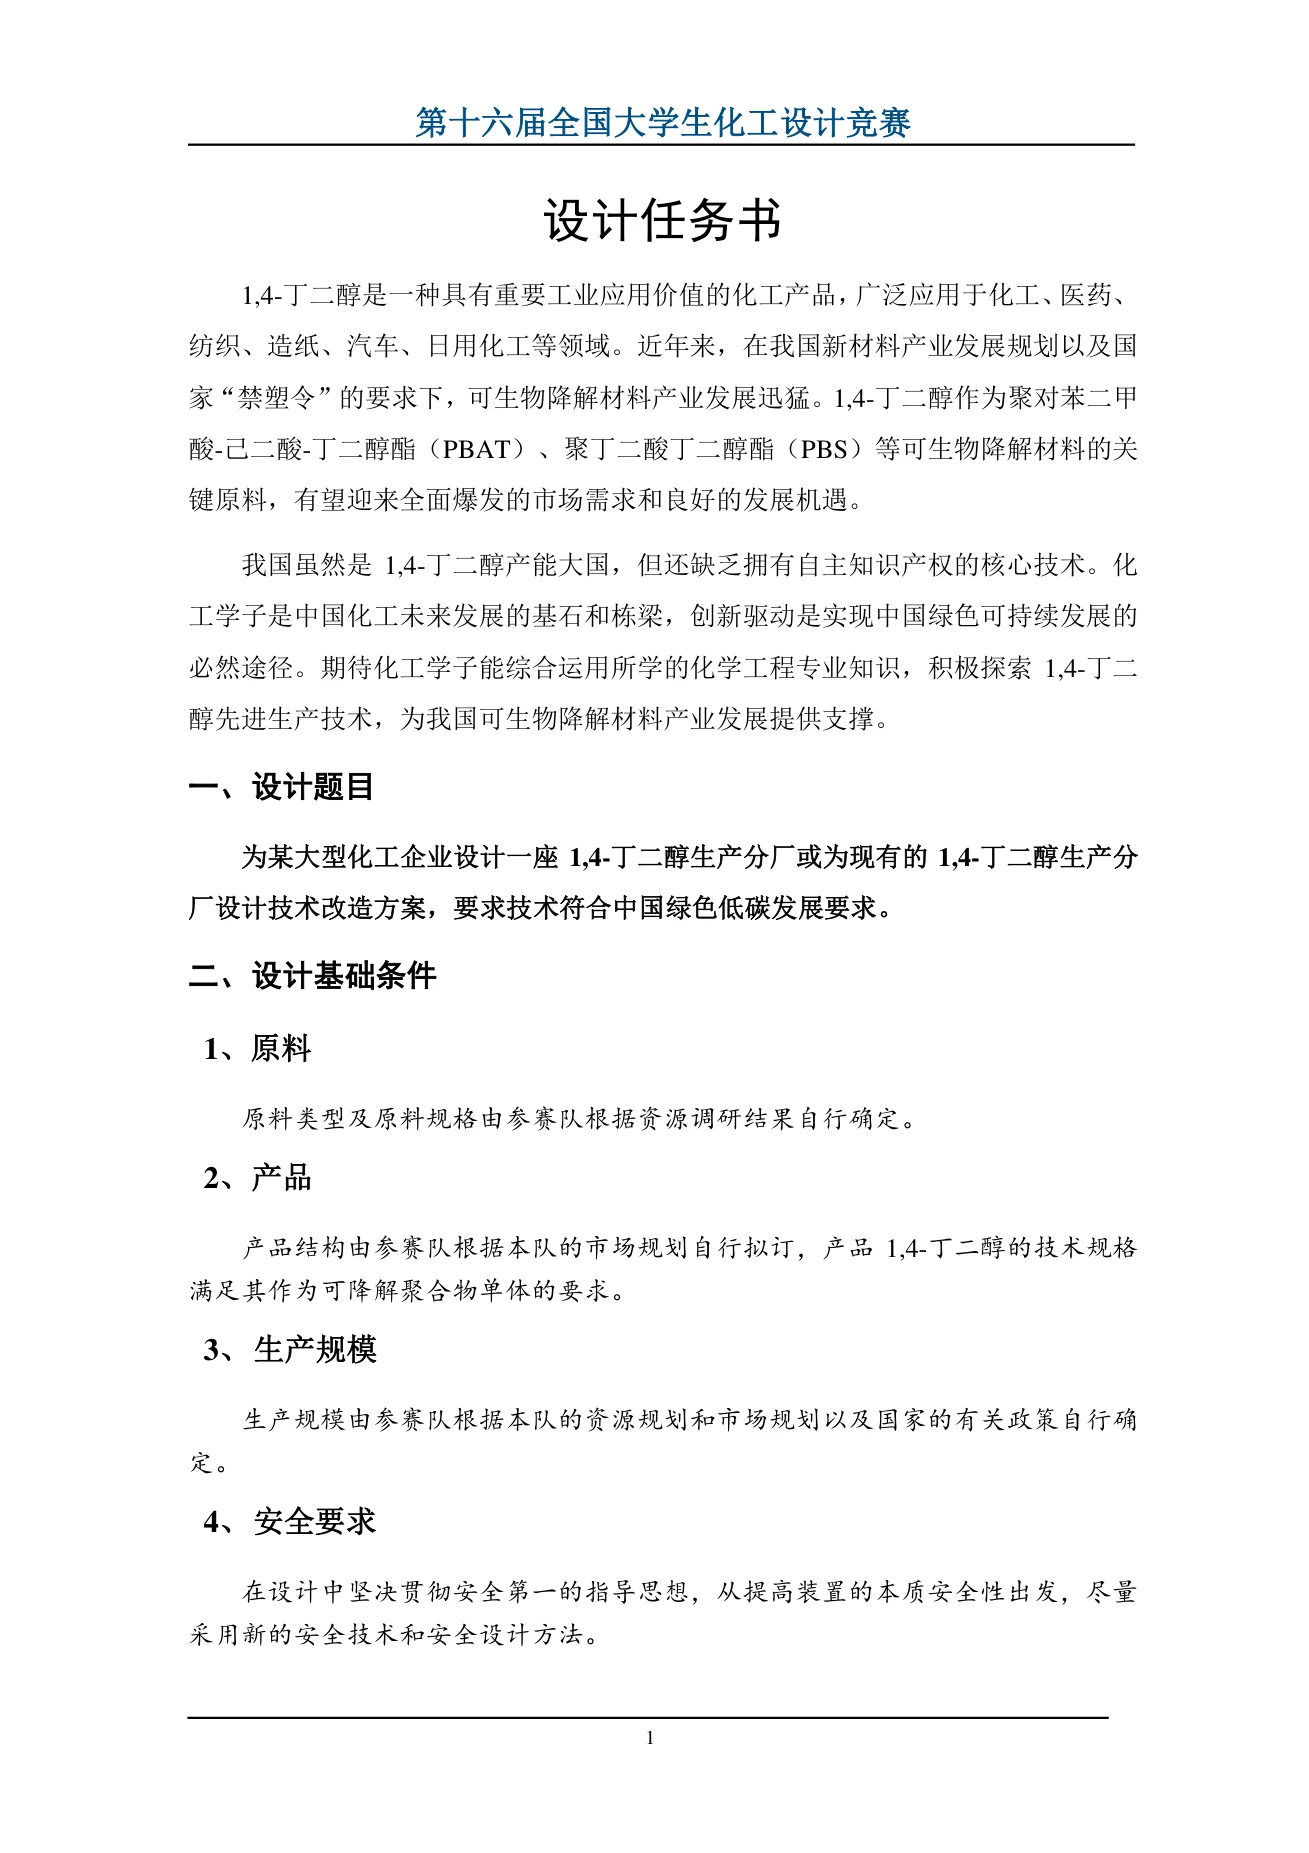 第十六届全国大学生化工设计竞赛
设计任务书
1,4-丁二醇是一种具有重要工业应用价值的化工产品，广泛应用于化工、医药、
纺织、造纸、汽车、日用化工等领域。近年来，在我国新材料产业发展规划以及国
家“禁塑令”的要求下，可生物降解材料产业发展迅猛。1,4-丁二醇作为聚对苯二甲
酸-己二酸-丁二醇酯（PBAT）、聚丁二酸丁二醇酯（PBS）等可生物降解材料的关
键原料，有望迎来全面爆发的市场需求和良好的发展机遇。
我国虽然是 1,4-丁二醇产能大国，但还缺乏拥有自主知识产权的核心技术。化
工学子是中国化工未来发展的基石和栋梁，创新驱动是实现中国绿色可持续发展的
必然途径。期待化工学子能综合运用所学的化学工程专业知识，积极探索 1,4-丁二
醇先进生产技术，为我国可生物降解材料产业发展提供支撑。
一、设计题目
为某大型化工企业设计一座 1,4-丁二醇生产分厂或为现有的 1,4-丁二醇生产分
厂设计技术改造方案，要求技术符合中国绿色低碳发展要求。
二、设计基础条件
1、原料
原料类型及原料规格由参赛队根据资源调研结果自行确定。
2、产品
产品结构由参赛队根据本队的市场规划自行拟订，产品 1,4-丁二醇的技术规格
满足其作为可降解聚合物单体的要求。
3、生产规模
生产规模由参赛队根据本队的资源规划和市场规划以及国家的有关政策自行确
定。
4、安全要求
在设计中坚决贯彻安全第一的指导思想，从提高装置的本质安全性出发，尽量
采用新的安全技术和安全设计方法。
1